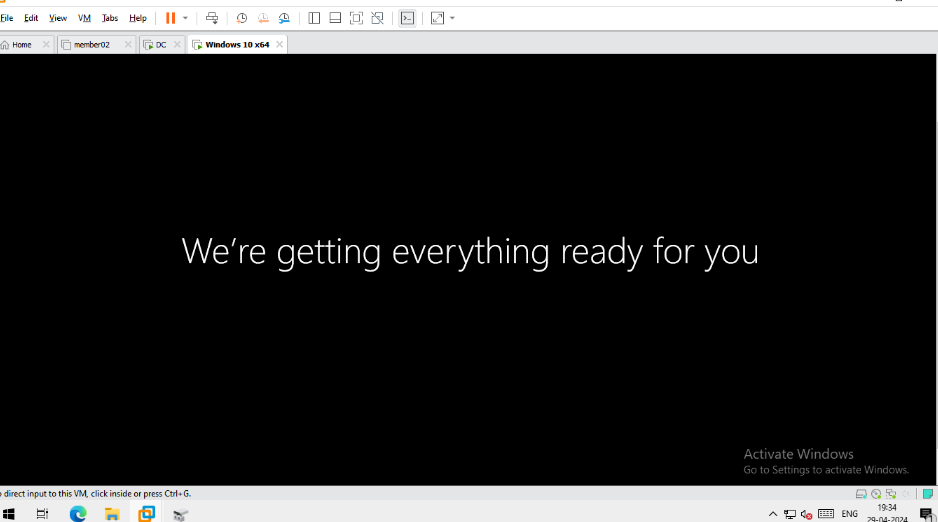 File Edit View VM Tabs Help
Home member02 DC Windows 10 x64
We're getting everything ready for you
Activate Windows
Go to Settings to activate Windows.
direct input to this VM, click inside or press Ctrl+G.
ENG
19:34
29-04-2024